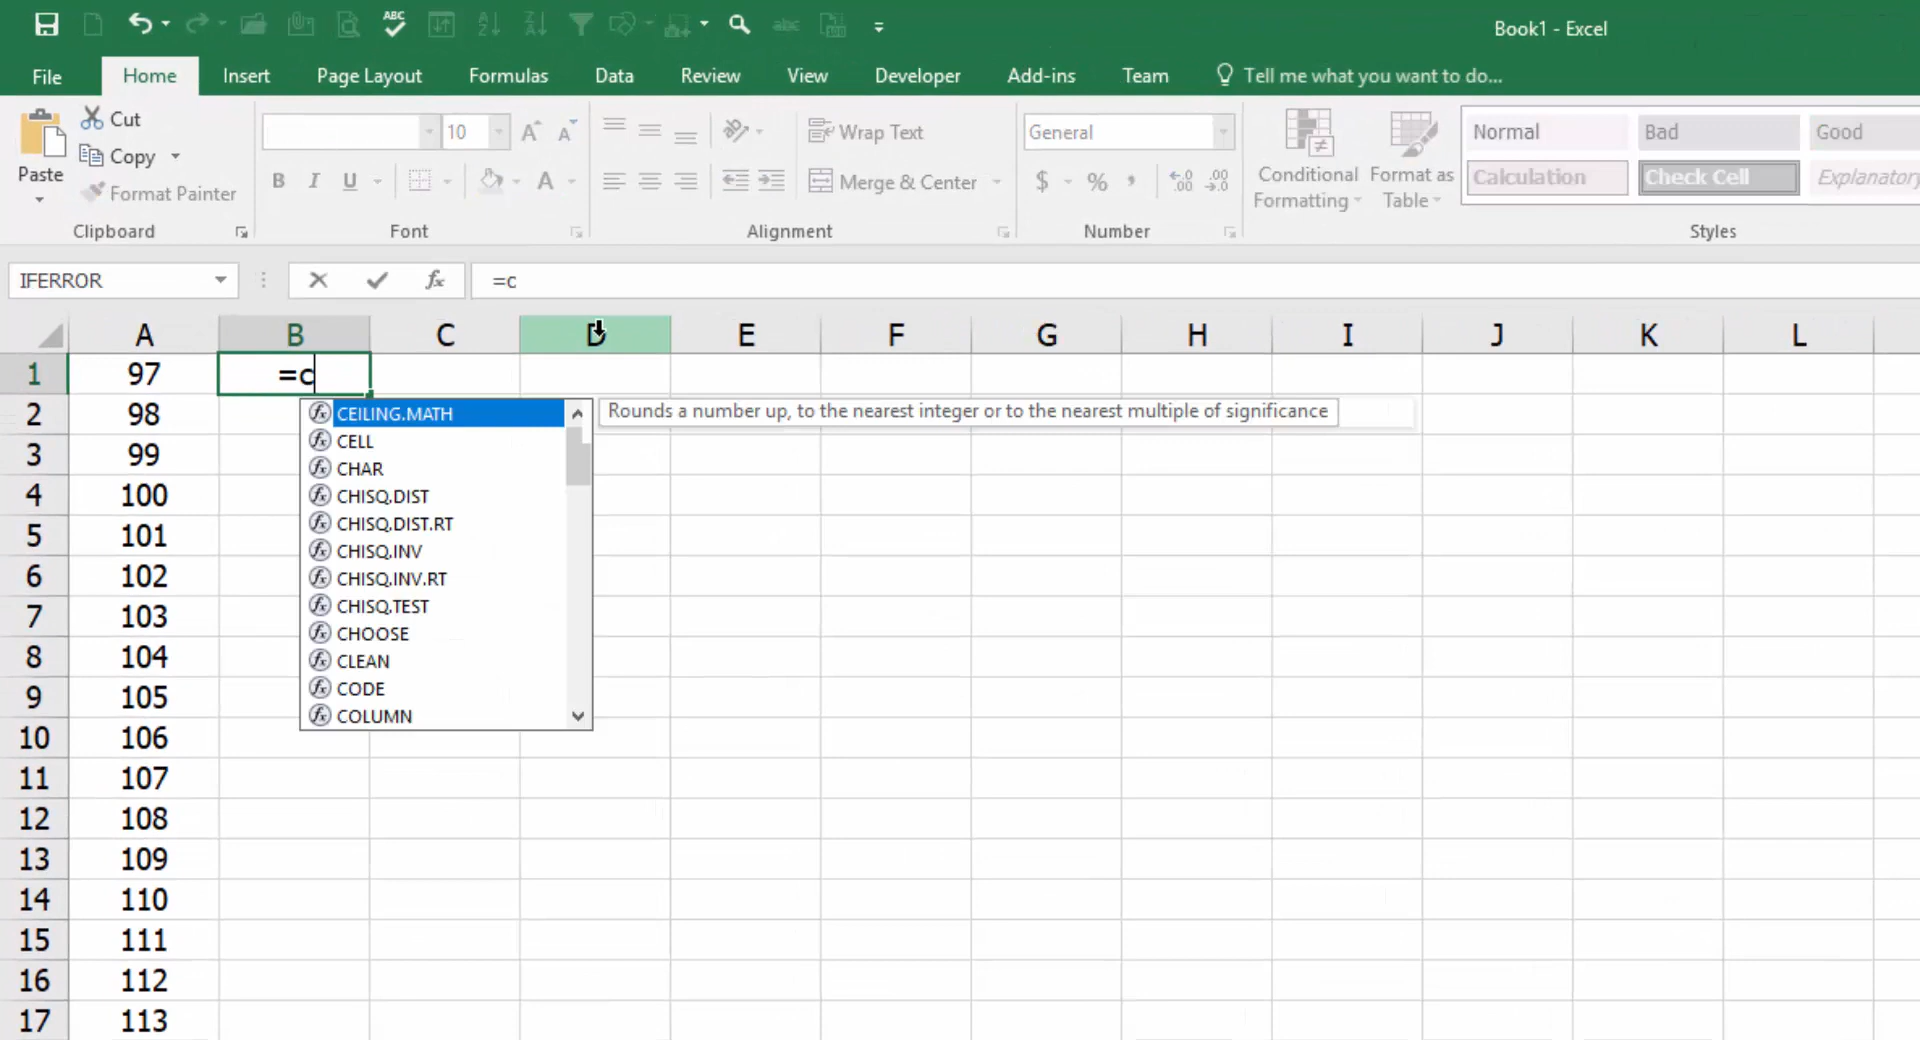 ABC
abc
Book1 - Excel
File Home Insert Page Layout Formulas Data Review View Developer Add-ins Team Tell me what you want to do...
Paste
Cut
Copy
Format Painter
Clipboard
10 A A
B I U A
Font
Wrap Text
Merge & Center
Alignment
General
$ % , .00 .00
Number
Conditional Formatting
Format as Table
Normal Bad Good
Calculation Check Cell Explanatory
Styles
IFERROR fx =c
A B C D E F G H I J K L
1 97 =c
2 98
3 99
4 100
5 101
6 102
7 103
8 104
9 105
10 106
11 107
12 108
13 109
14 110
15 111
16 112
17 113
CEILING.MATH
CELL
CHAR
CHISQ.DIST
CHISQ.DIST.RT
CHISQ.INV
CHISQ.INV.RT
CHISQ.TEST
CHOOSE
CLEAN
CODE
COLUMN
Rounds a number up, to the nearest integer or to the nearest multiple of significance